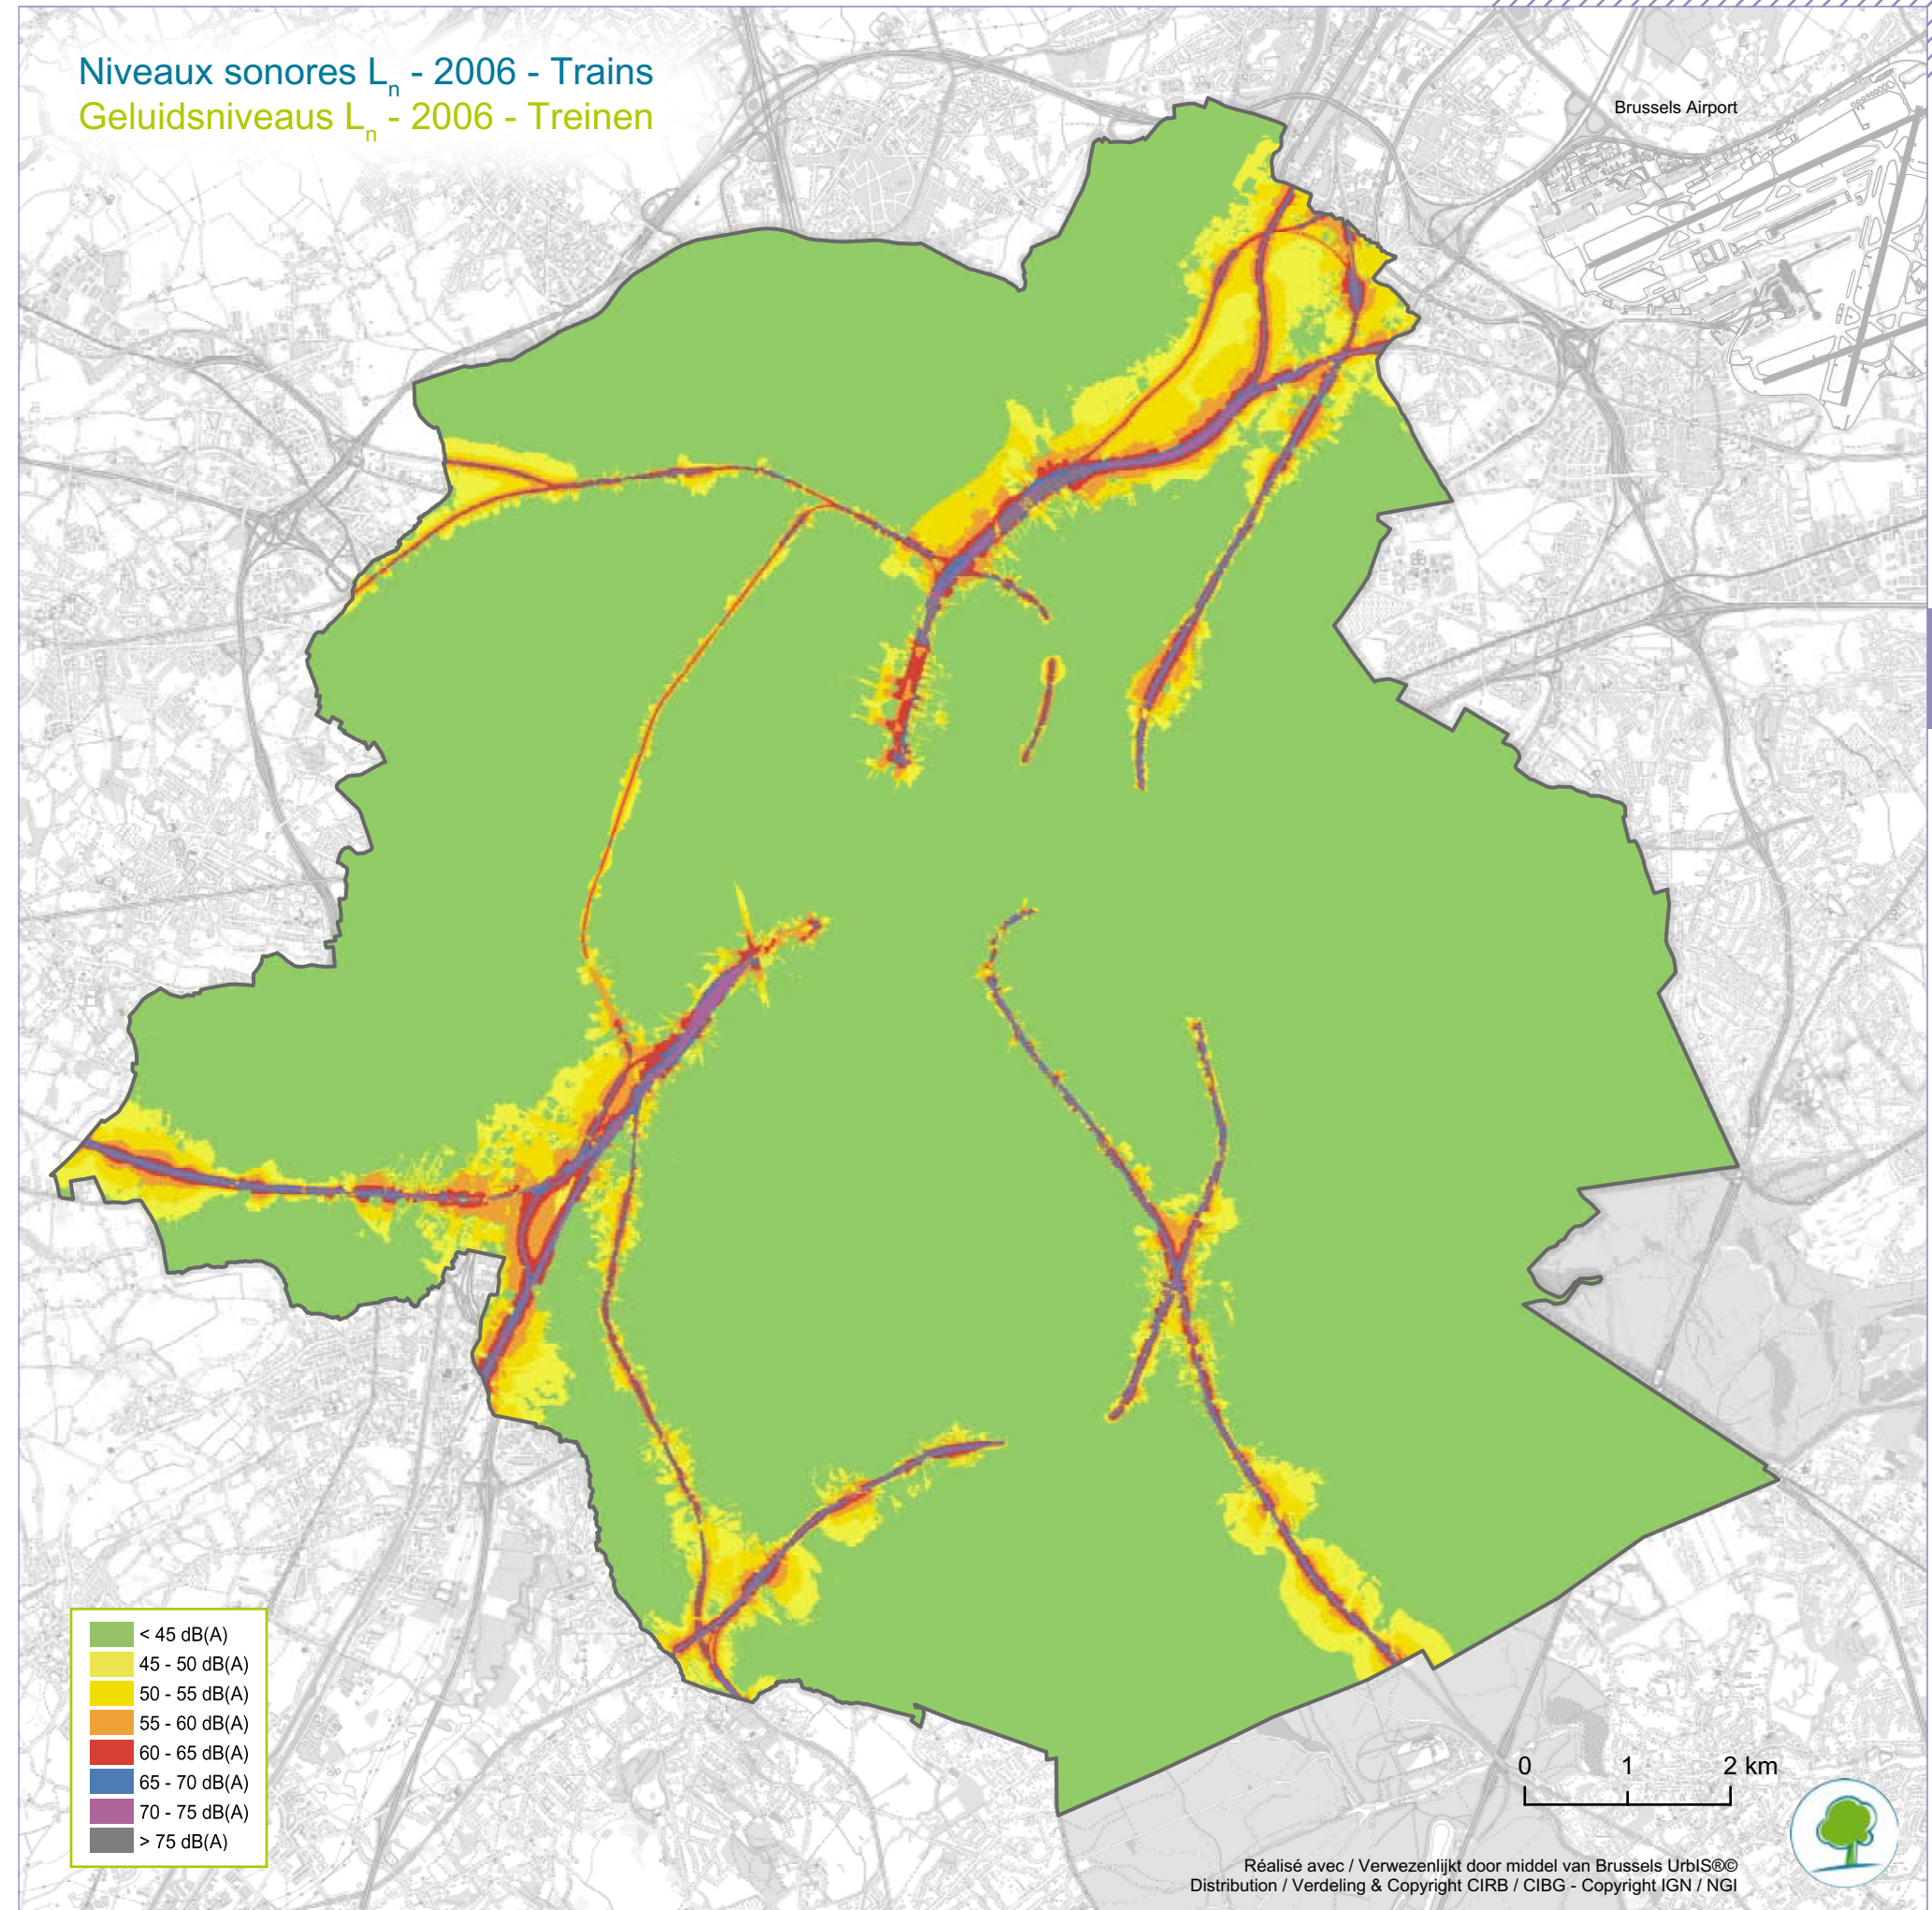 Niveaux sonores Ln - 2006 - Trains
Geluidsniveaus Ln - 2006 - Treinen
Brussels Airport
< 45 dB(A)
45 - 50 dB(A)
50 - 55 dB(A)
55 - 60 dB(A)
60 - 65 dB(A)
65 - 70 dB(A)
70 - 75 dB(A)
> 75 dB(A)
0 1 2 km
Réalisé avec / Verwezenlijkt door middel van Brussels UrbIS®©
Distribution / Verdeling & Copyright CIRB / CIBG - Copyright IGN / NGI